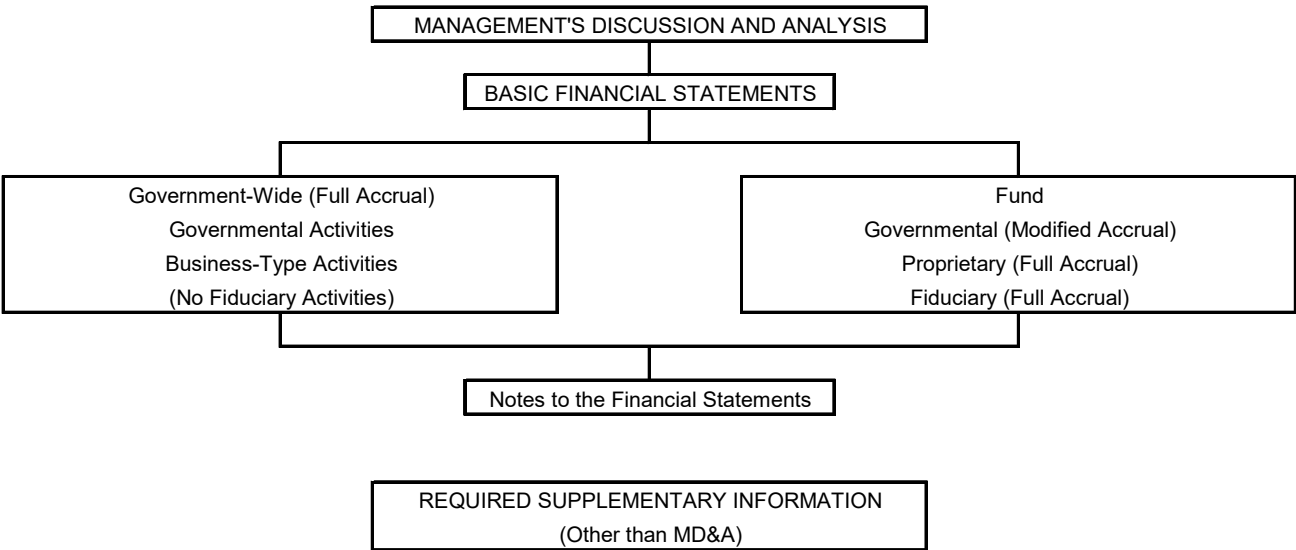 MANAGEMENT'S DISCUSSION AND ANALYSIS
BASIC FINANCIAL STATEMENTS
Government-Wide (Full Accrual)
Governmental Activities
Business-Type Activities
(No Fiduciary Activities)
Fund
Governmental (Modified Accrual)
Proprietary (Full Accrual)
Fiduciary (Full Accrual)
Notes to the Financial Statements
REQUIRED SUPPLEMENTARY INFORMATION
(Other than MD&A)